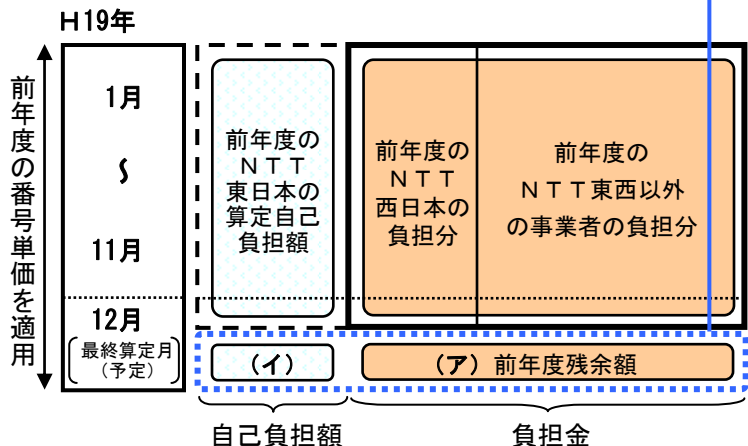 H19年
前年度の番号単価を適用
1月
～
11月
12月
最終算定月
(予定)
前年度の
NTT
東日本の
算定自己
負担額
前年度の
NTT
西日本の
負担分
前年度の
NTT東西以外
の事業者の負担分
(イ)
(ア)前年度残余額
自己負担額
負担金